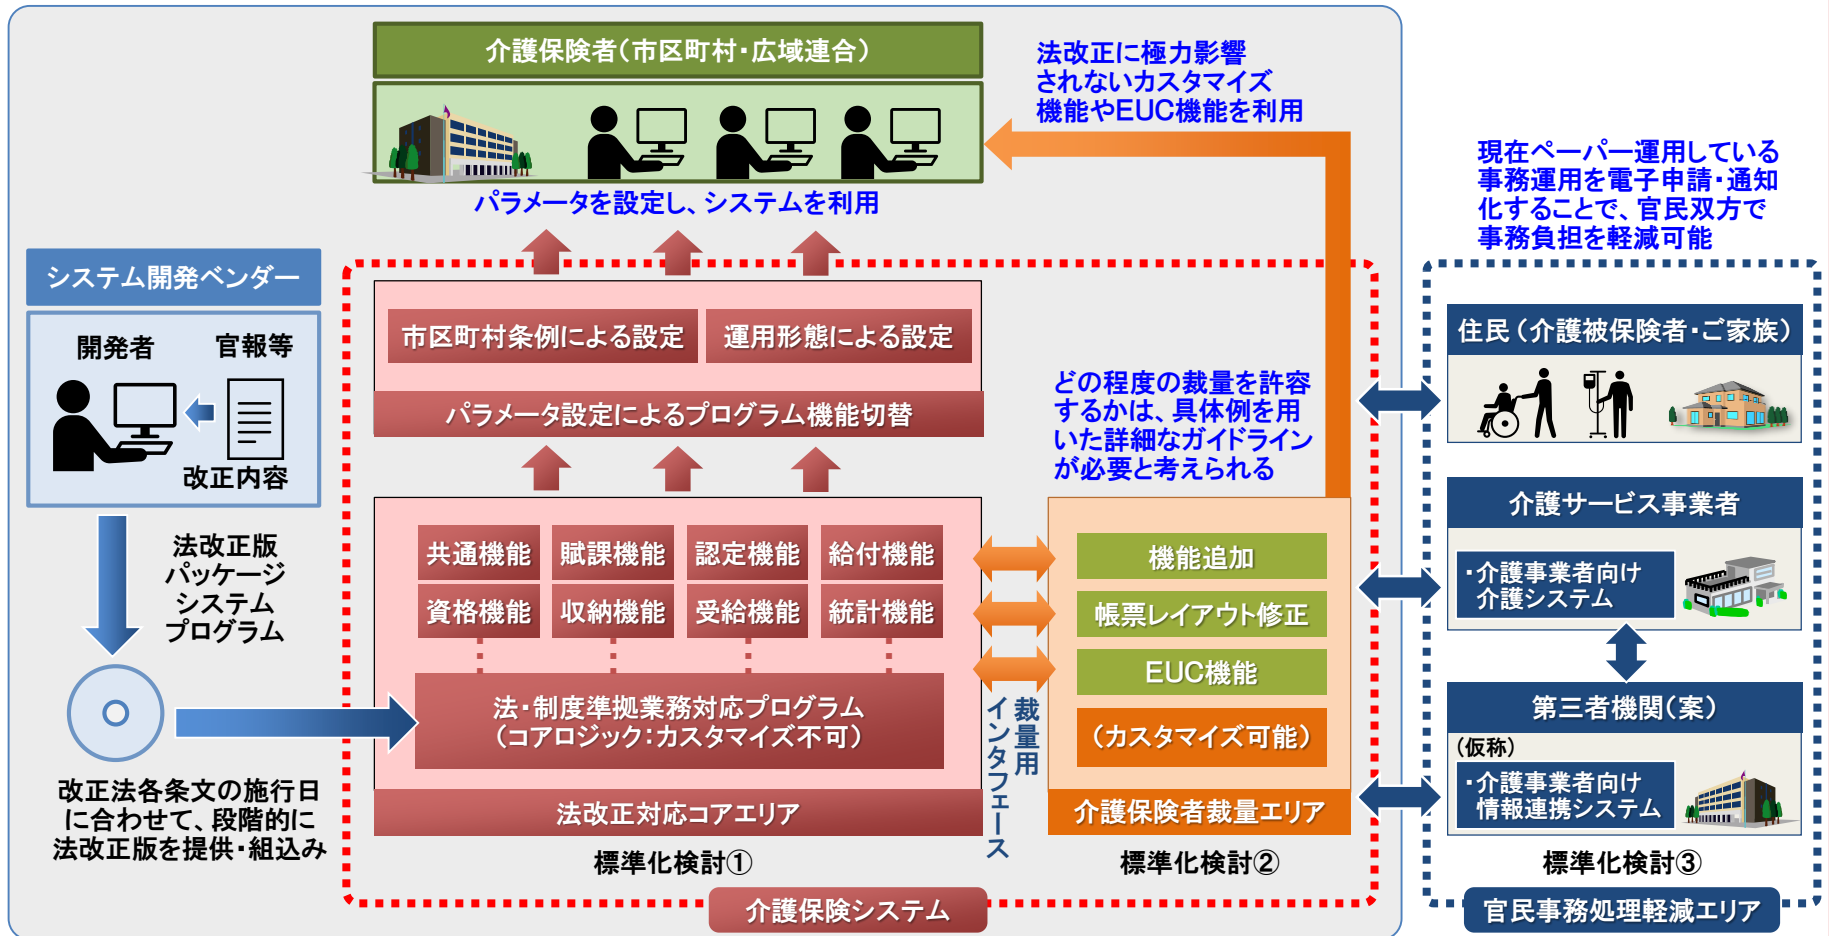 介護保険者（市区町村・広域連合）
法改正に極力影響
されないカスタマイズ
機能やEUC機能を利用
パラメータを設定し、システムを利用
現在ペーパー運用している
事務運用を電子申請・通知
化することで、官民双方で
事務負担を軽減可能
システム開発ベンダー
開発者
官報等
改正内容
法改正版
パッケージ
システム
プログラム
改正法各条文の施行日
に合わせて、段階的に
法改正版を提供・組込み
市区町村条例による設定
運用形態による設定
パラメータ設定によるプログラム機能切替
どの程度の裁量を許容
するかは、具体例を用
いた詳細なガイドライン
が必要と考えられる
共通機能
賦課機能
認定機能
給付機能
資格機能
収納機能
受給機能
統計機能
法・制度準拠業務対応プログラム
（コアロジック：カスタマイズ不可）
法改正対応コアエリア
標準化検討①
裁量用
インタフェース
機能追加
帳票レイアウト修正
EUC機能
（カスタマイズ可能）
介護保険者裁量エリア
標準化検討②
介護保険システム
住民（介護被保険者・ご家族）
介護サービス事業者
・介護事業者向け
介護システム
第三者機関（案）
（仮称）
・介護事業者向け
情報連携システム
標準化検討③
官民事務処理軽減エリア